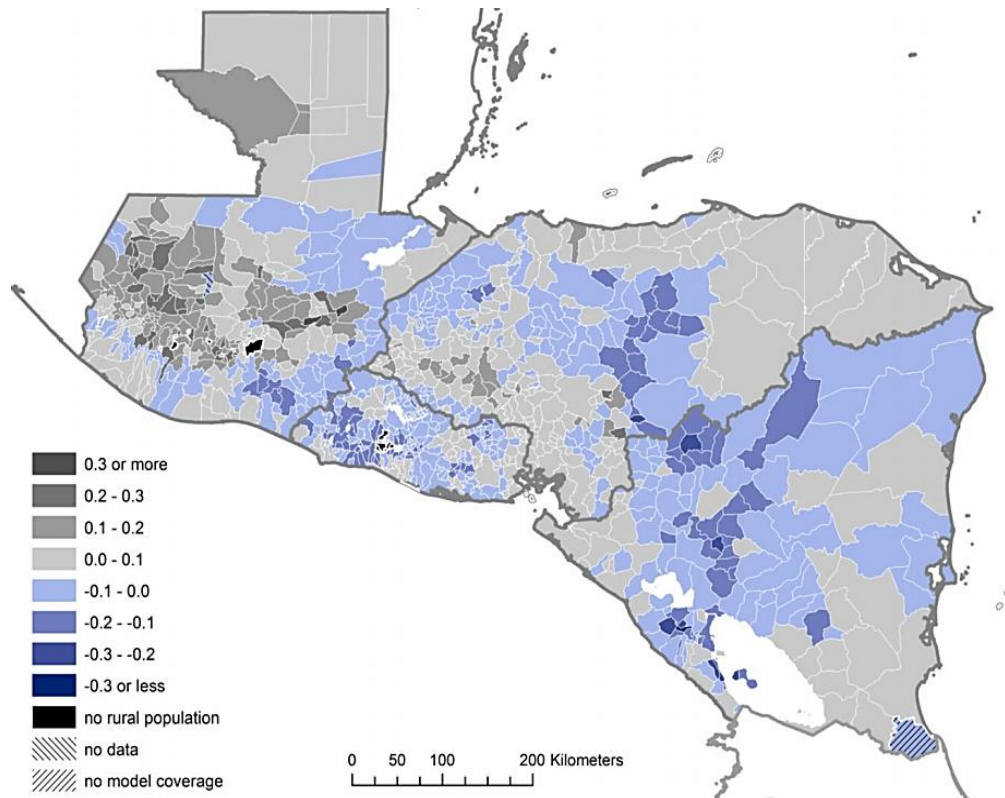 0.3 or more
0.2 - 0.3
0.1 - 0.2
0.0 - 0.1
-0.1 - 0.0
-0.2 - -0.1
-0.3 - -0.2
-0.3 or less
no rural population
no data
no model coverage
0 50 100 200 Kilometers